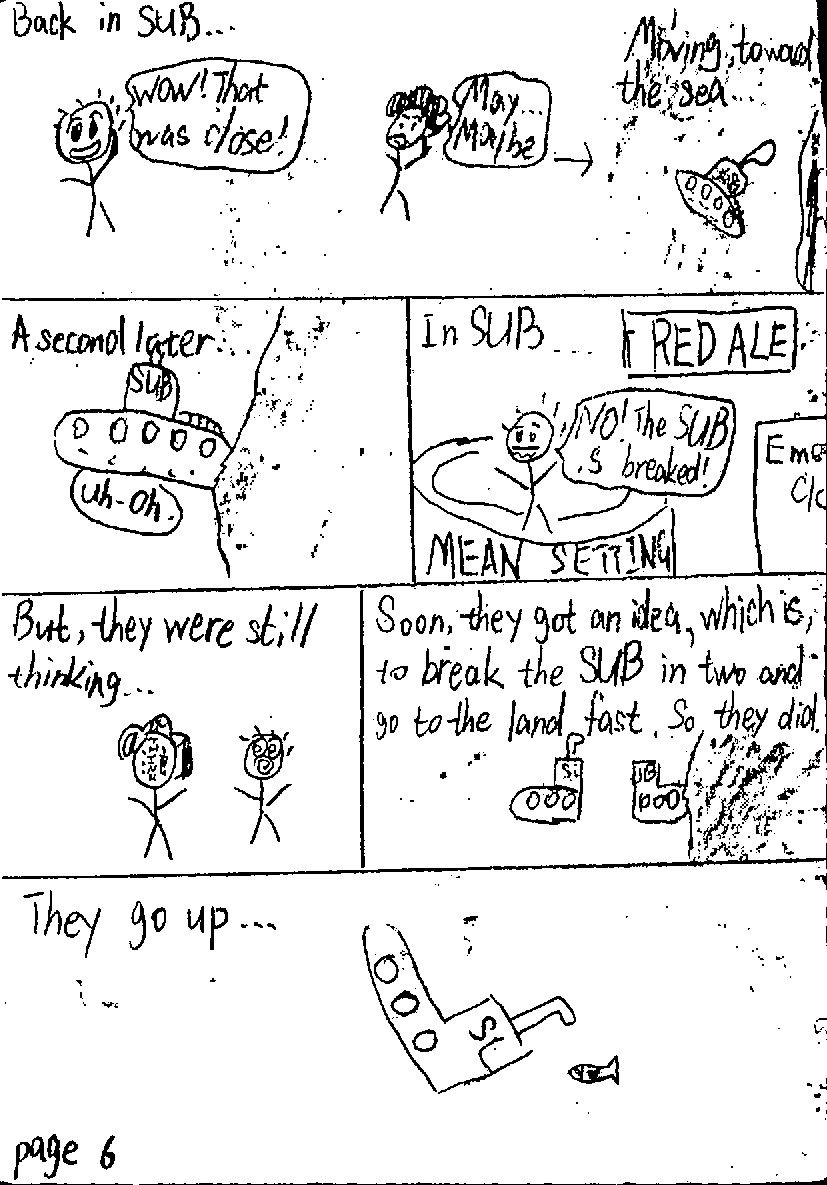 Back in SUB...
Wow! That
was close!
May...
Maybe
Moving, toward
the sea...
SUB
A second later...
SUB
Uh-Oh.
In SUB...
RED ALE
NO! The SUB
is breaked!
Eme
C/c
MEAN SETTING
But, they were still
thinking...
Soon, they got an idea, which is,
to break the SUB in two and
go to the land fast. So, they did.
SU
UB
They go up...
SU
page 6